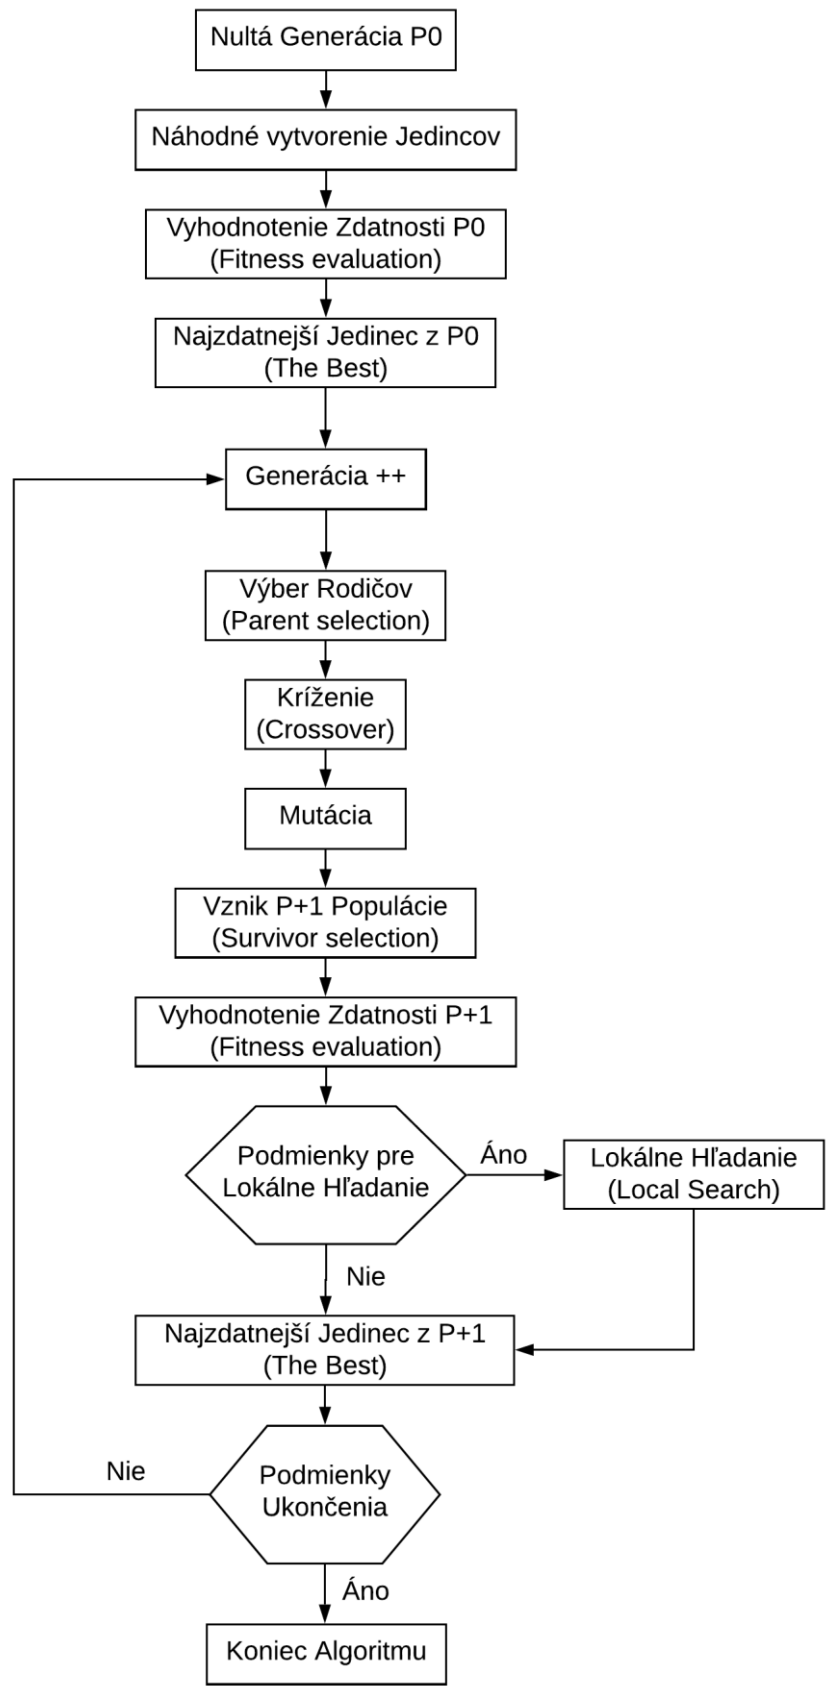 Nultá Generácia P0
Náhodné vytvorenie Jedincov
Vyhodnotenie Zdatnosti P0
(Fitness evaluation)
Najzdatnejší Jedinec z P0
(The Best)
Generácia ++
Výber Rodičov
(Parent selection)
Kríženie
(Crossover)
Mutácia
Vznik P+1 Populácie
(Survivor selection)
Vyhodnotenie Zdatnosti P+1
(Fitness evaluation)
Podmienky pre
Lokálne Hľadanie
Áno
Lokálne Hľadanie
(Local Search)
Nie
Najzdatnejší Jedinec z P+1
(The Best)
Nie
Podmienky
Ukončenia
Áno
Koniec Algoritmu